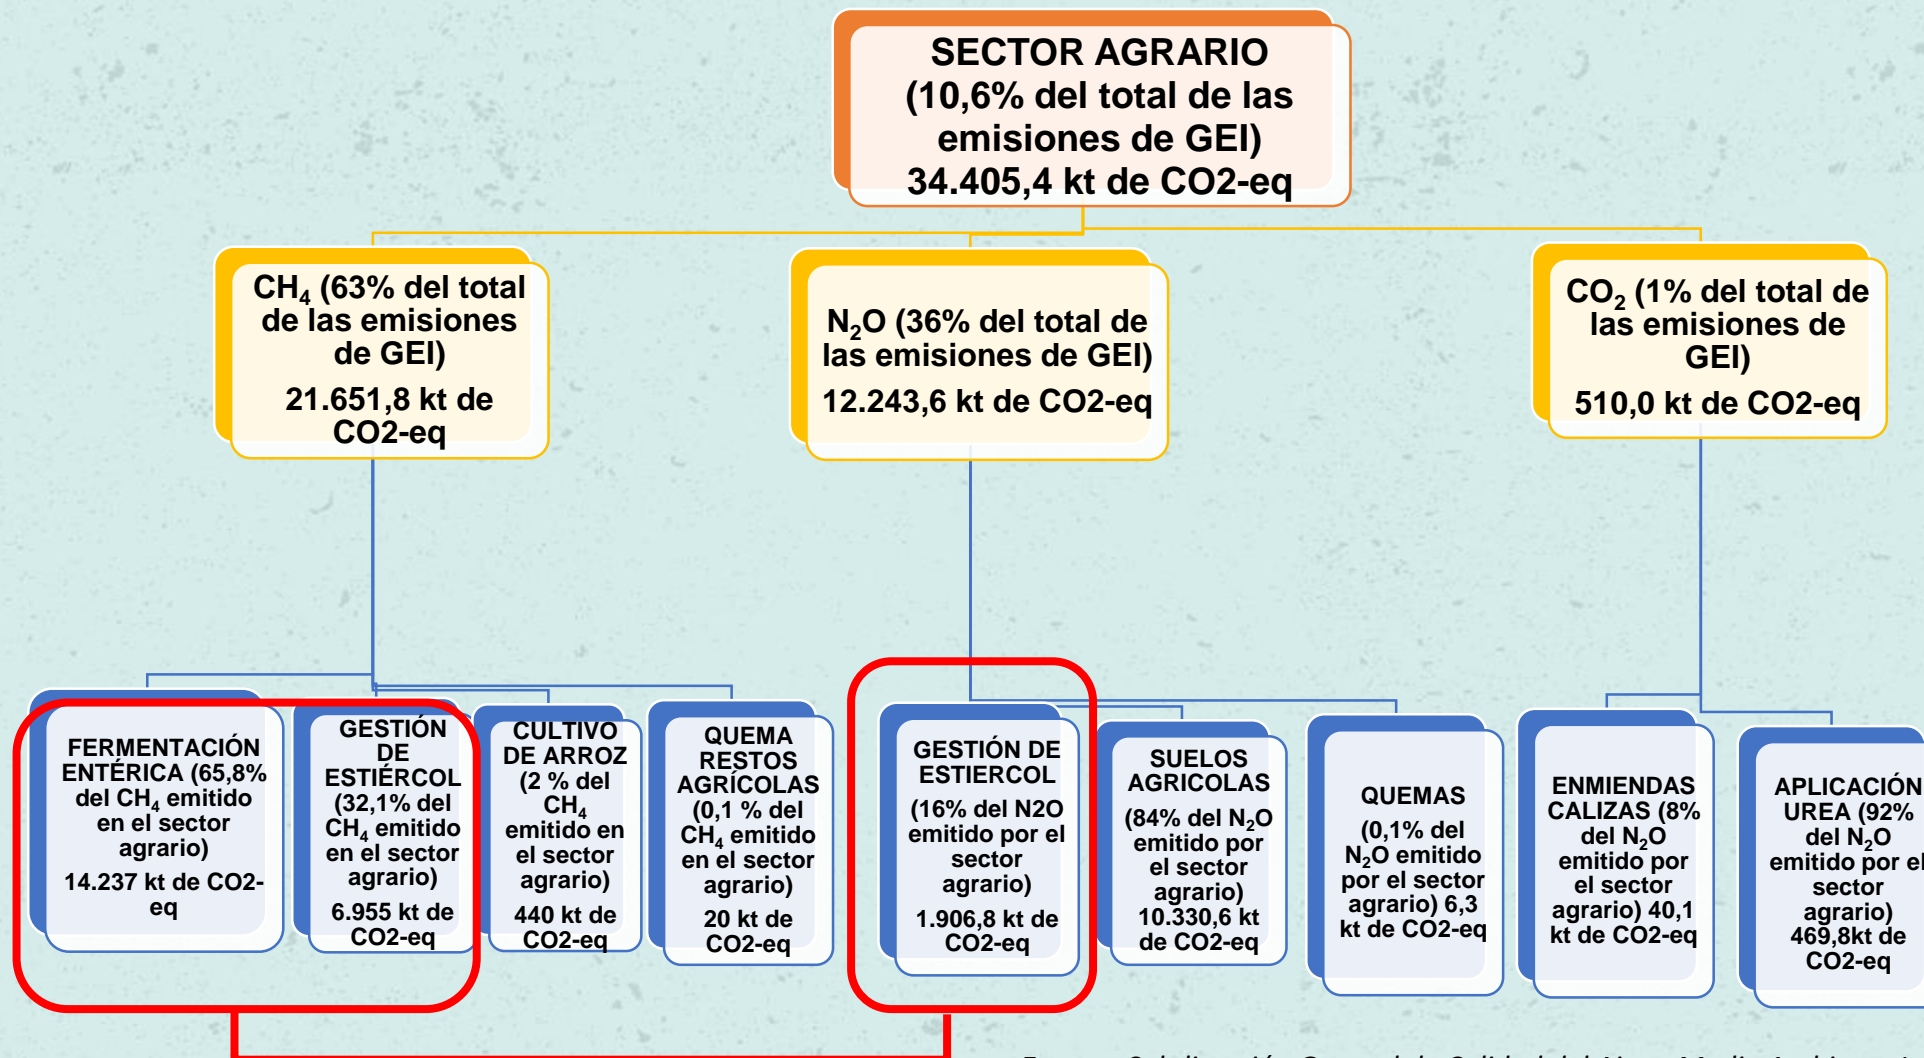 SECTOR AGRARIO
(10,6% del total de las
emisiones de GEI)
34.405,4 kt de CO2-eq
CH₄ (63% del total
de las emisiones
de GEI)
21.651,8 kt de
CO2-eq
N₂O (36% del total de
las emisiones de GEI)
12.243,6 kt de CO2-eq
CO₂ (1% del total de
las emisiones de
GEI)
510,0 kt de CO2-eq
FERMENTACIÓN
ENTÉRICA (65,8%
del CH₄ emitido
en el sector
agrario)
14.237 kt de CO2-
eq
GESTIÓN
DE
ESTIÉRCOL
(32,1% del
CH₄ emitido
en el sector
agrario)
6.955 kt de
CO2-eq
CULTIVO
DE ARROZ
(2 % del
CH₄
emitido en
el sector
agrario)
440 kt de
CO2-eq
QUEMA
RESTOS
AGRÍCOLAS
(0,1 % del
CH₄ emitido
en el sector
agrario)
20 kt de
CO2-eq
GESTIÓN DE
ESTIERCOL
(16% del N2O
emitido por el
sector
agrario)
1.906,8 kt de
CO2-eq
SUELOS
AGRICOLAS
(84% del N₂O
emitido por
el sector
agrario)
10.330,6 kt
de CO2-eq
QUEMAS
(0,1% del
N₂O emitido
por el sector
agrario) 6,3
kt de CO2-eq
ENMIENDAS
CALIZAS (8%
del N₂O
emitido por
el sector
agrario) 40,1
kt de CO2-eq
APLICACIÓN
UREA (92%
del N₂O
emitido por el
sector
agrario)
469,8kt de
CO2-eq